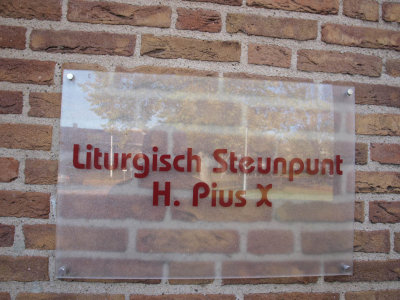 Liturgisch Steunpunt
H. Pius X